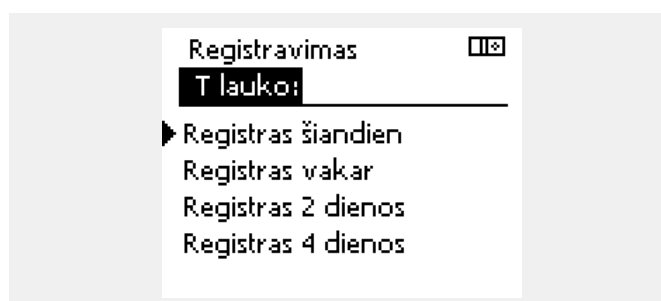 Registravimas
T lauko:
Registras šiandien
Registras vakar
Registras 2 dienos
Registras 4 dienos